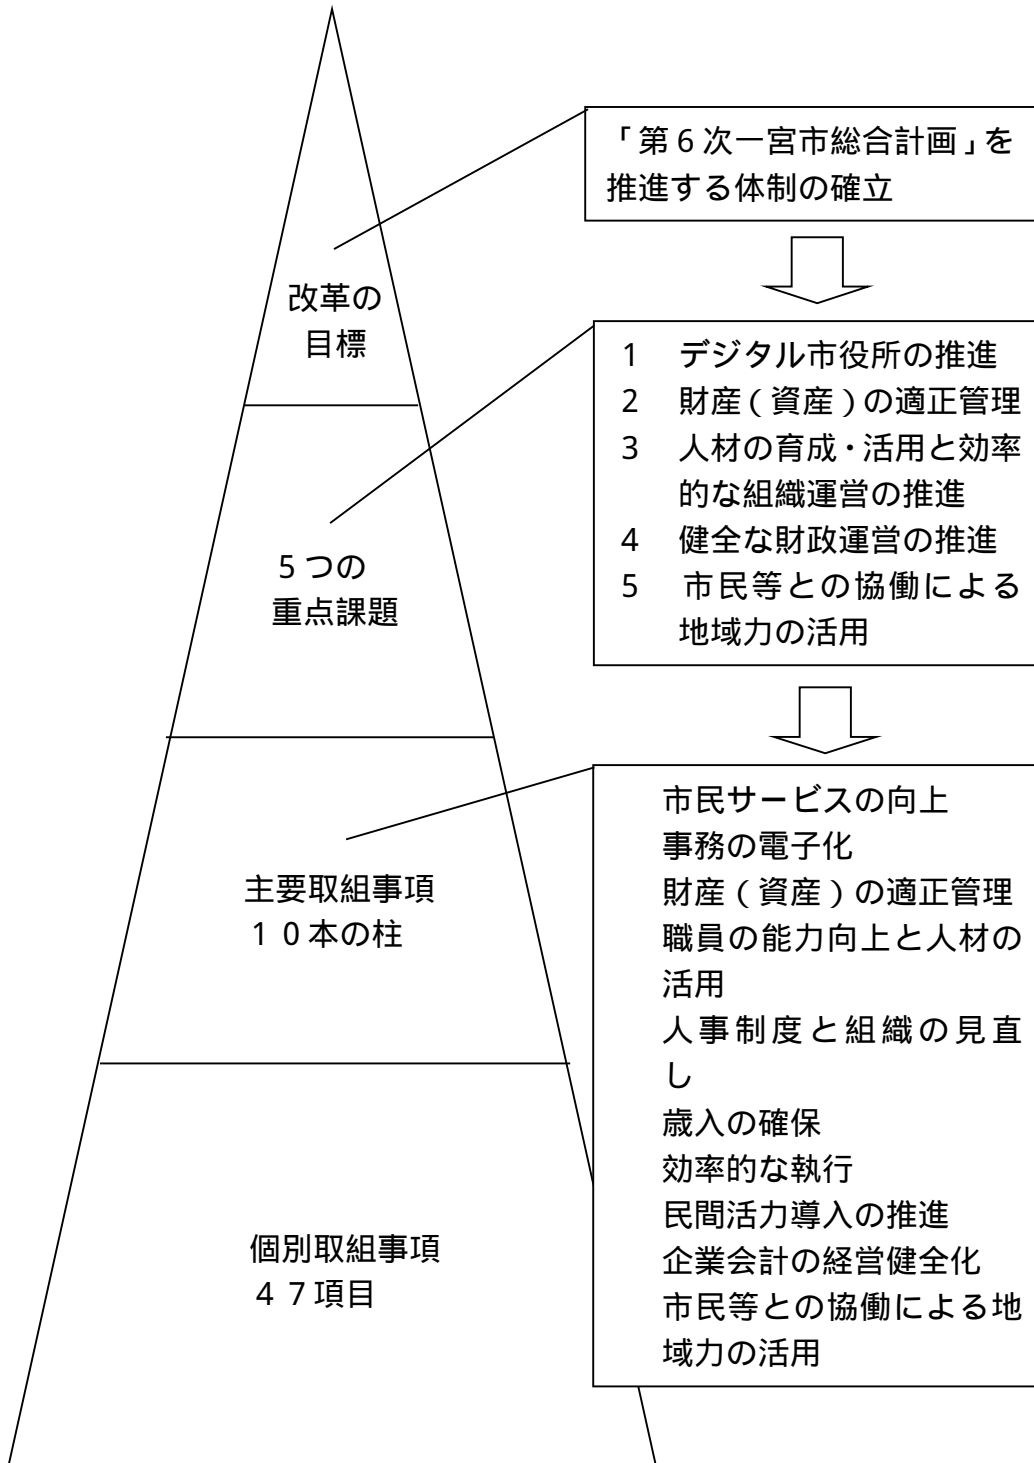 「第6次一宮市総合計画」を
推進する体制の確立
改革の
目標
1 デジタル市役所の推進
2 財産(資産)の適正管理
3 人材の育成・活用と効率
的な組織運営の推進
4 健全な財政運営の推進
5 市民等との協働による
地域力の活用
5つの
重点課題
市民サービスの向上
事務の電子化
財産(資産)の適正管理
職員の能力向上と人材の
活用
人事制度と組織の見直
し
歳入の確保
効率的な執行
民間活力導入の推進
企業会計の経営健全化
市民等との協働による地
域力の活用
主要取組事項
10本の柱
個別取組事項
47項目